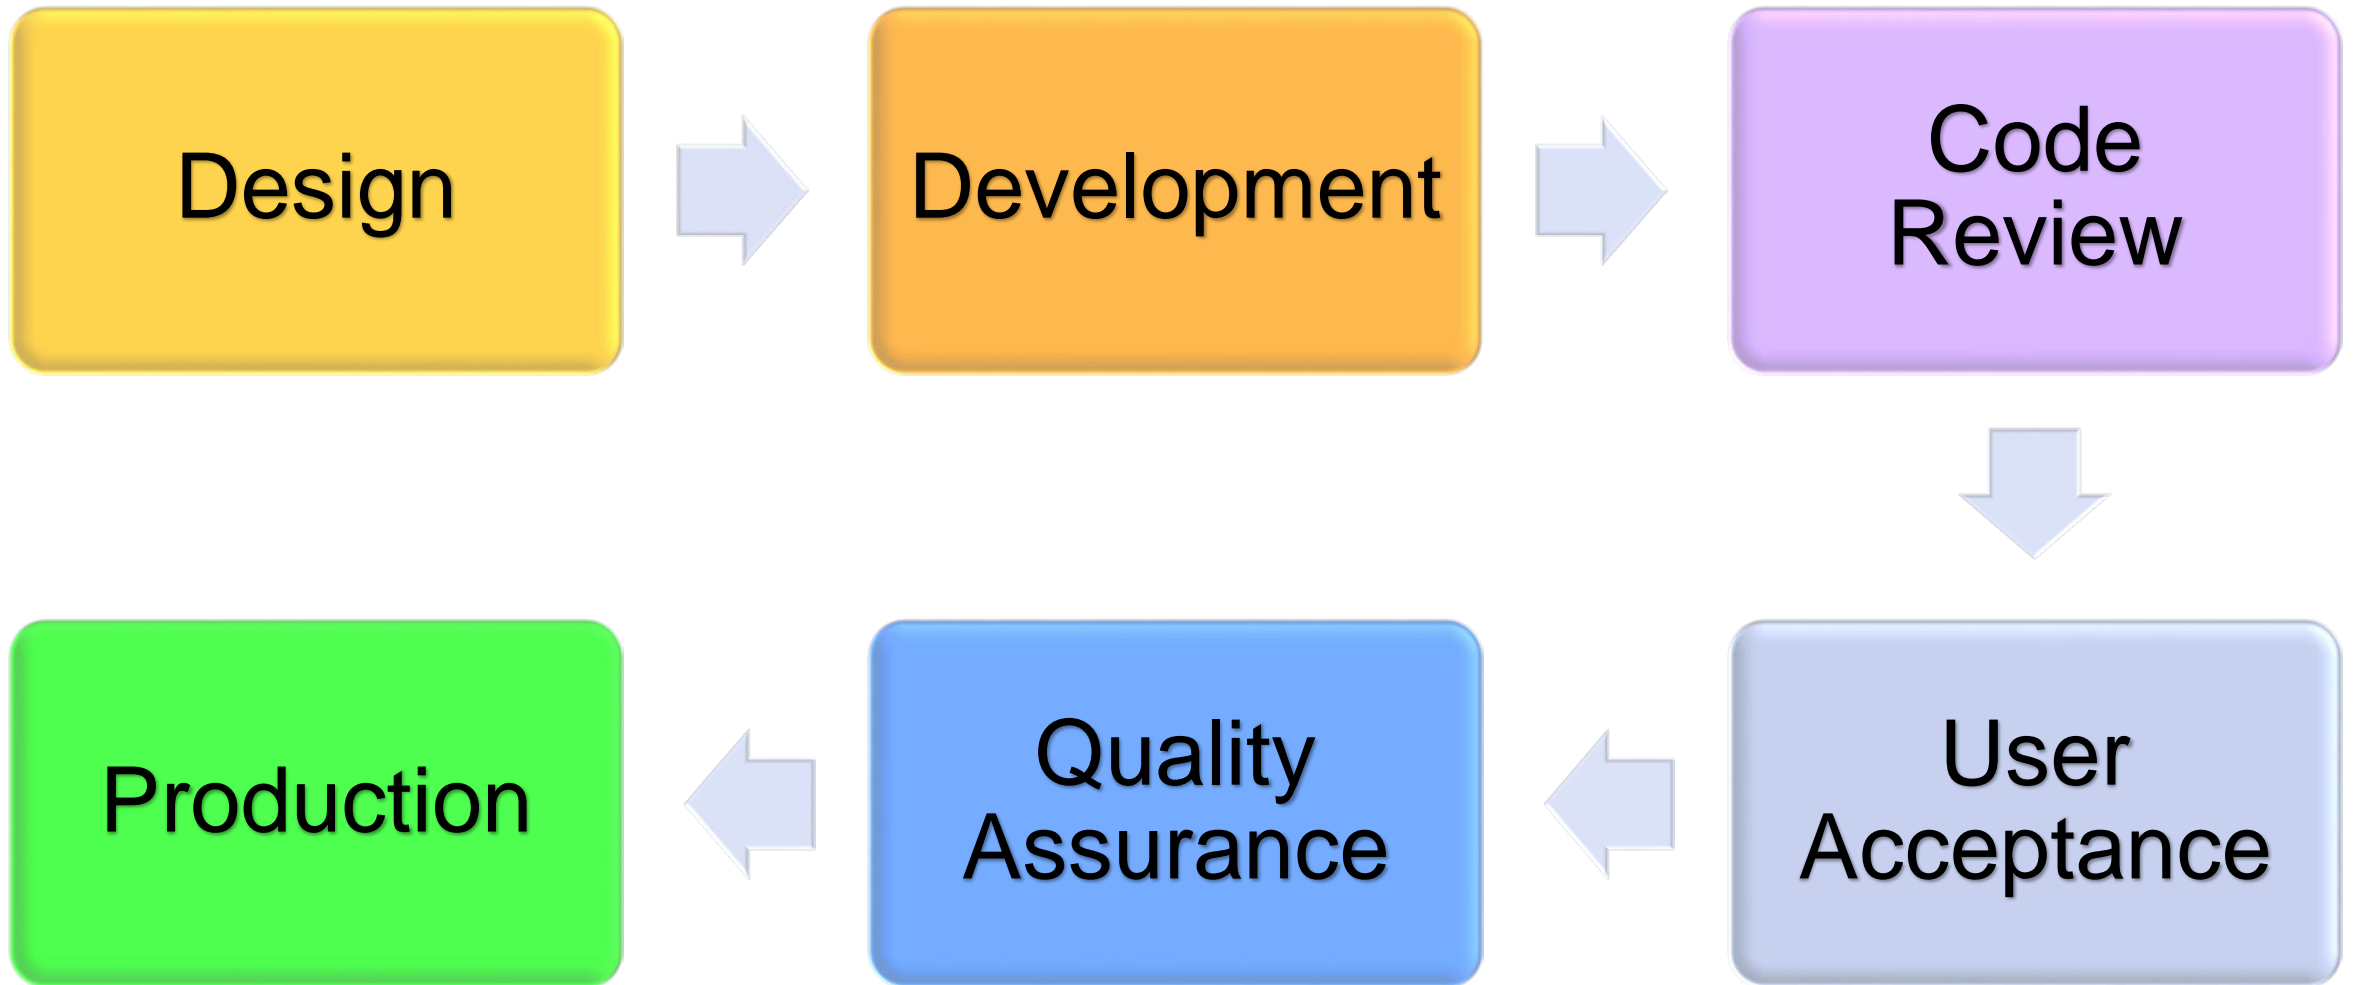 Design
Development
Code
Review
User
Acceptance
Quality
Assurance
Production